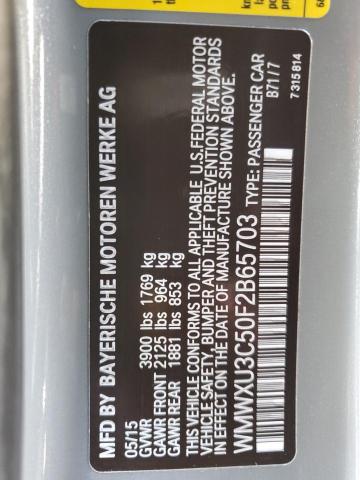 MFD BY BAYERISCHE MOTOREN WERKE AG
05/15
GVWR 3900 lbs 1769 kg
GAWR FRONT 2125 lbs 964 kg
GAWR REAR 1881 lbs 853 kg
THIS VEHICLE CONFORMS TO ALL APPLICABLE U.S. FEDERAL MOTOR
VEHICLE SAFETY, BUMPER AND THEFT PREVENTION STANDARDS
IN EFFECT ON THE DATE OF MANUFACTURE SHOWN ABOVE.
WMWXU3C50F2B65703 TYPE: PASSENGER CAR
B71/7
7 315 814